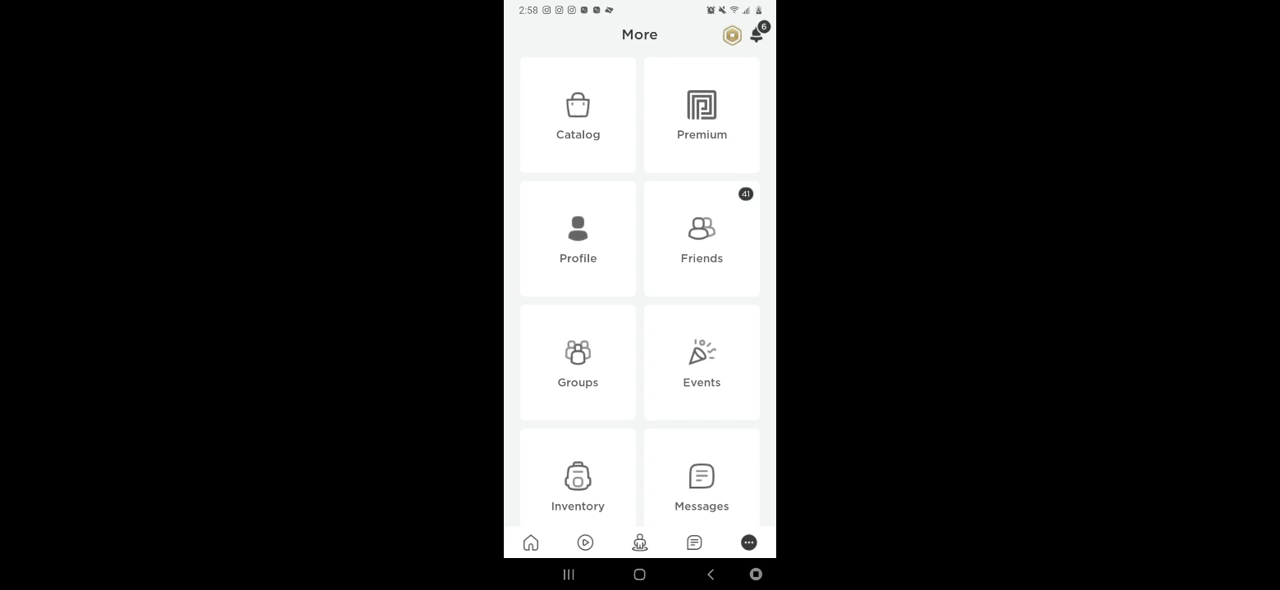 2:58
More
6
Catalog
Premium
41
Profile
Friends
Groups
Events
Inventory
Messages